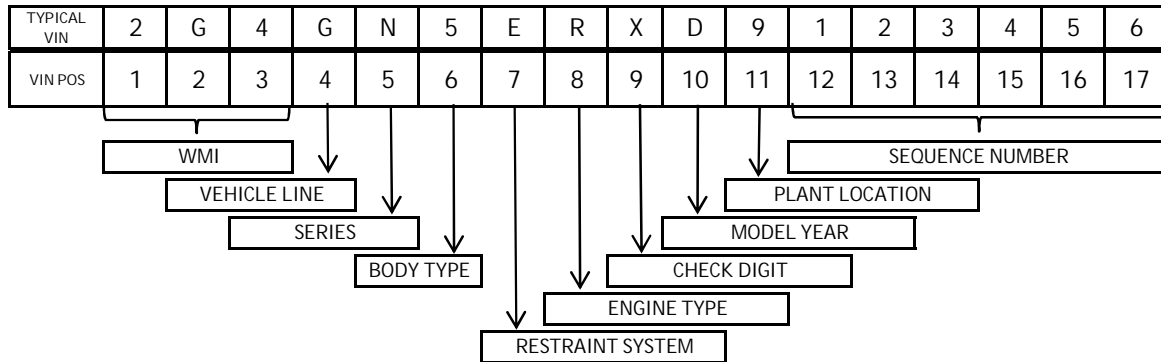 TYPICAL VIN 2 G 4 G N 5 E R X D 9 1 2 3 4 5 6
VIN POS 1 2 3 4 5 6 7 8 9 10 11 12 13 14 15 16 17
WMI SEQUENCE NUMBER
VEHICLE LINE PLANT LOCATION
SERIES MODEL YEAR
BODY TYPE CHECK DIGIT
ENGINE TYPE
RESTRAINT SYSTEM